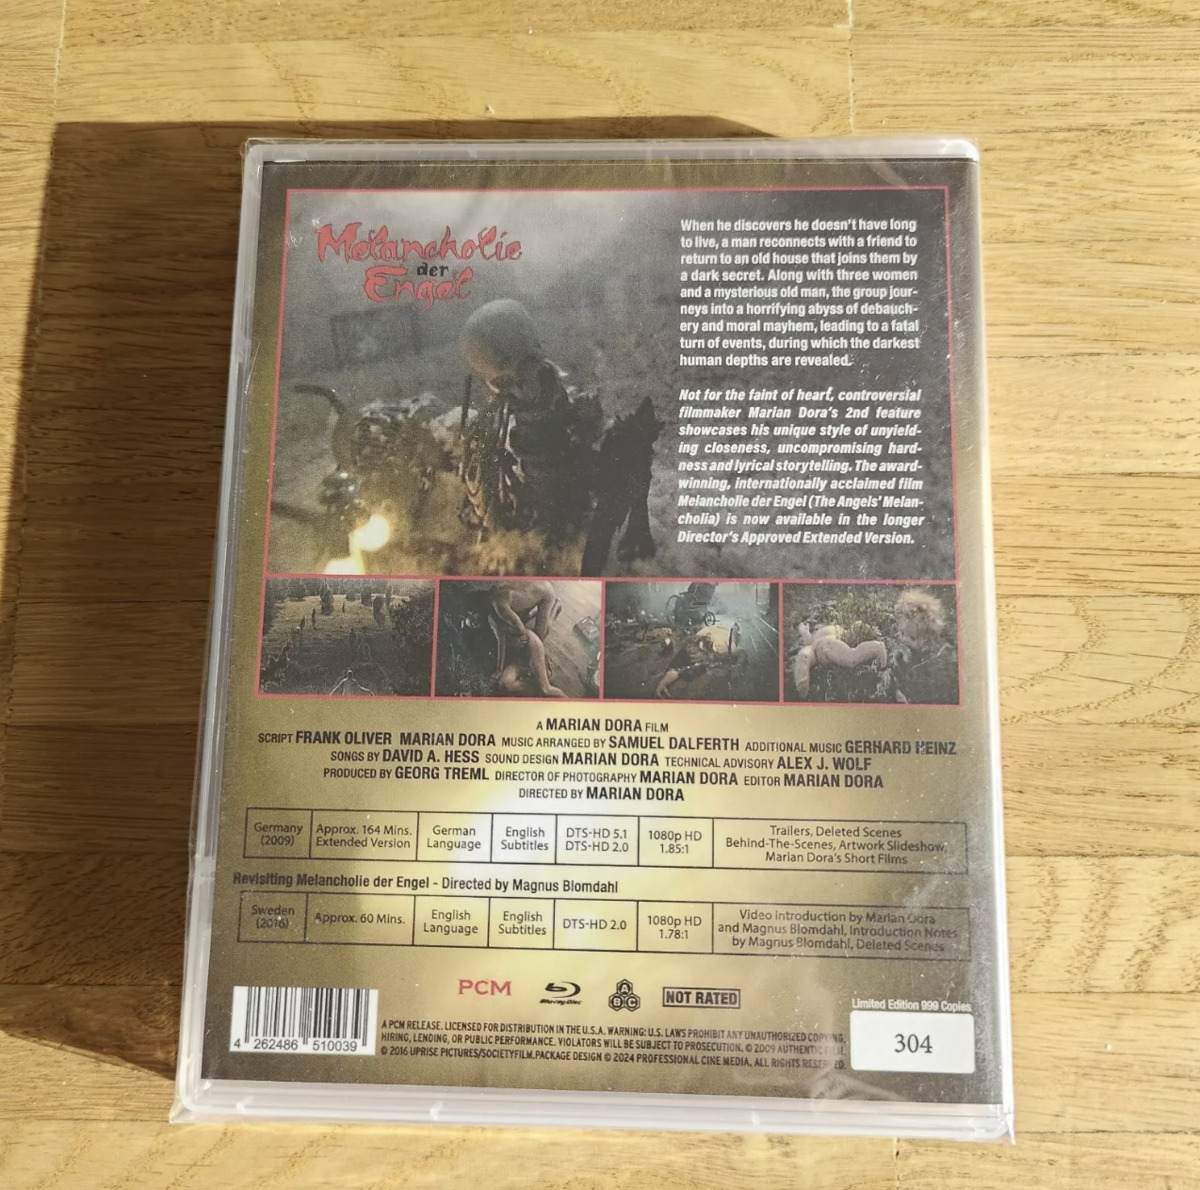 Melancholie
der
Engel
When he discovers he doesn't have long
to live, a man reconnects with a friend to
return to an old house that joins them by
a dark secret. Along with three women
and a mysterious old man, the group jour-
neys into a horrifying abyss of debauch-
ery and moral mayhem, leading to a fatal
turn of events, during which the darkest
human depths are revealed.
Not for the faint of heart, controversial
filmmaker Marian Dora's 2nd feature
showcases his unique style of unyield-
ing closeness, uncompromising hard-
ness and lyrical storytelling. The award-
winning, internationally acclaimed film
Melancholie der Engel (The Angels' Melan-
cholia) is now available in the longer
Director's Approved Extended Version.
A MARIAN DORA FILM
SCRIPT FRANK OLIVER MARIAN DORA MUSIC ARRANGED BY SAMUEL DALFERTH ADDITIONAL MUSIC GERHARD HEINZ
SONGS BY DAVID A. HESS SOUND DESIGN MARIAN DORA TECHNICAL ADVISORY ALEX J. WOLF
PRODUCED BY GEORG TREML DIRECTOR OF PHOTOGRAPHY MARIAN DORA EDITOR MARIAN DORA
DIRECTED BY MARIAN DORA
Germany
(2009)
Approx. 164 Mins.
Extended Version
German
Language
English
Subtitles
DTS-HD 5.1
DTS-HD 2.0
1080p HD
1.85:1
Trailers, Deleted Scenes
Behind-The-Scenes, Artwork Slideshow,
Marian Dora's Short Films
Revisiting Melancholie der Engel - Directed by Magnus Blomdahl
Sweden
(2016)
Approx. 60 Mins.
English
Language
English
Subtitles
DTS-HD 2.0
1080p HD
1.78:1
Video Introduction by Marian Dora
and Magnus Blomdahl, Introduction Notes
by Magnus Blomdahl, Deleted Scenes
PCM
Blu-ray Disc
A
B C
NOT RATED
4 262486 510039
A PCM RELEASE. LICENSED FOR DISTRIBUTION IN THE U.S.A. WARNING: U.S. LAWS PROHIBIT ANY UNAUTHORIZED COPYING,
HIRING, LENDING, OR PUBLIC PERFORMANCE. VIOLATORS WILL BE SUBJECT TO PROSECUTION. © 2009 AUTHENTIC FILM.
© 2016 UPRISE PICTURES/SOCIETYFILM. PACKAGE DESIGN © 2024 PROFESSIONAL CINE MEDIA. ALL RIGHTS RESERVED.
Limited Edition 999 Copies
304